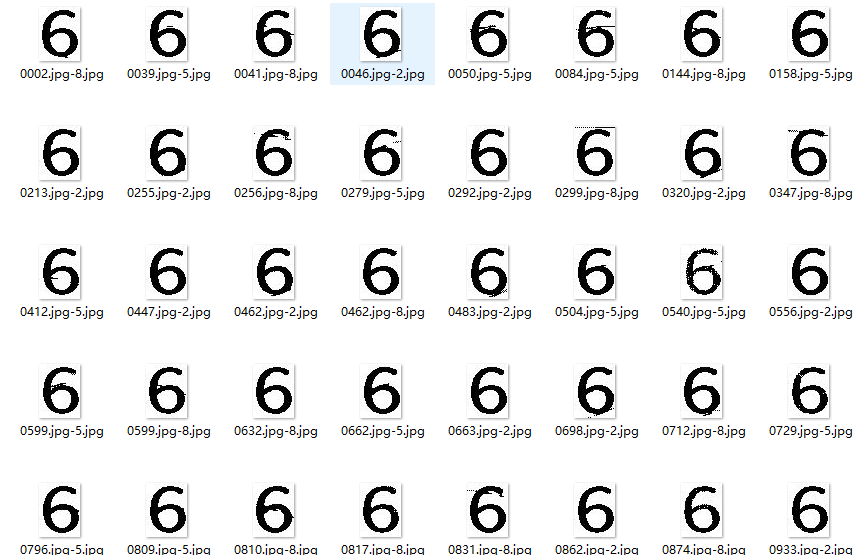 6 6 6 6 6 6 6 6
0002.jpg-8.jpg 0039.jpg-5.jpg 0041.jpg-8.jpg 0046.jpg-2.jpg 0050.jpg-5.jpg 0084.jpg-5.jpg 0144.jpg-8.jpg 0158.jpg-5.jpg
6 6 6 6 6 6 6 6
0213.jpg-2.jpg 0255.jpg-2.jpg 0256.jpg-8.jpg 0279.jpg-5.jpg 0292.jpg-2.jpg 0299.jpg-8.jpg 0320.jpg-2.jpg 0347.jpg-8.jpg
6 6 6 6 6 6 6 6
0412.jpg-5.jpg 0447.jpg-2.jpg 0462.jpg-2.jpg 0462.jpg-8.jpg 0483.jpg-2.jpg 0504.jpg-5.jpg 0540.jpg-5.jpg 0556.jpg-2.jpg
6 6 6 6 6 6 6 6
0599.jpg-5.jpg 0599.jpg-8.jpg 0632.jpg-8.jpg 0662.jpg-5.jpg 0663.jpg-2.jpg 0698.jpg-2.jpg 0712.jpg-8.jpg 0729.jpg-5.jpg
6 6 6 6 6 6 6 6
0796.jpg-5.jpg 0809.jpg-5.jpg 0810.jpg-8.jpg 0817.jpg-8.jpg 0831.jpg-8.jpg 0862.jpg-2.jpg 0874.jpg-8.jpg 0933.jpg-2.jpg